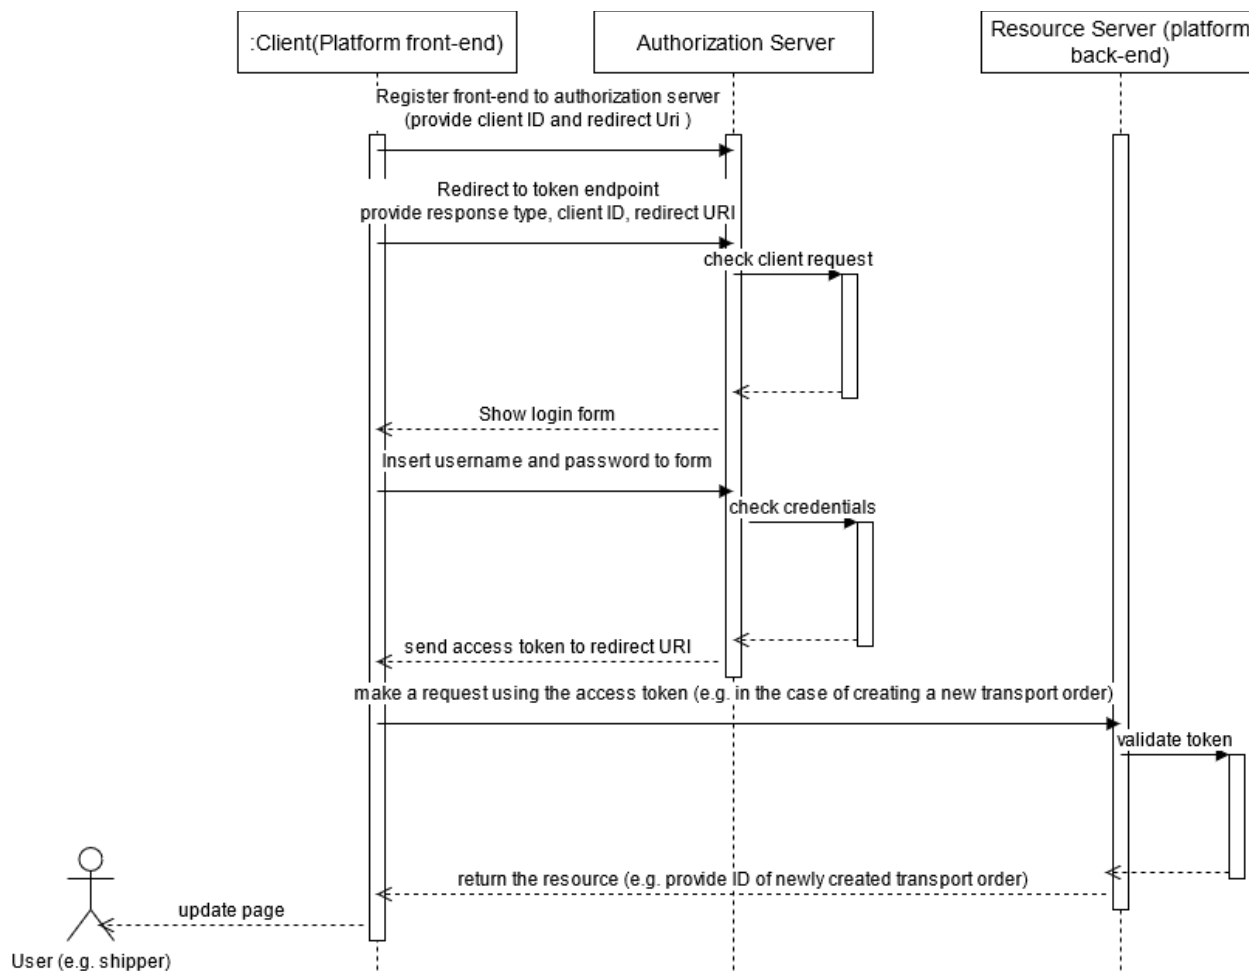 :Client(Platform front-end)
Authorization Server
Resource Server (platform
back-end)
Register front-end to authorization server
(provide client ID and redirect Uri )
Redirect to token endpoint
provide response type, client ID, redirect URI
check client request
Show login form
Insert username and password to form
check credentials
send access token to redirect URI
make a request using the access token (e.g. in the case of creating a new transport order)
validate token
return the resource (e.g. provide ID of newly created transport order)
update page
User (e.g. shipper)